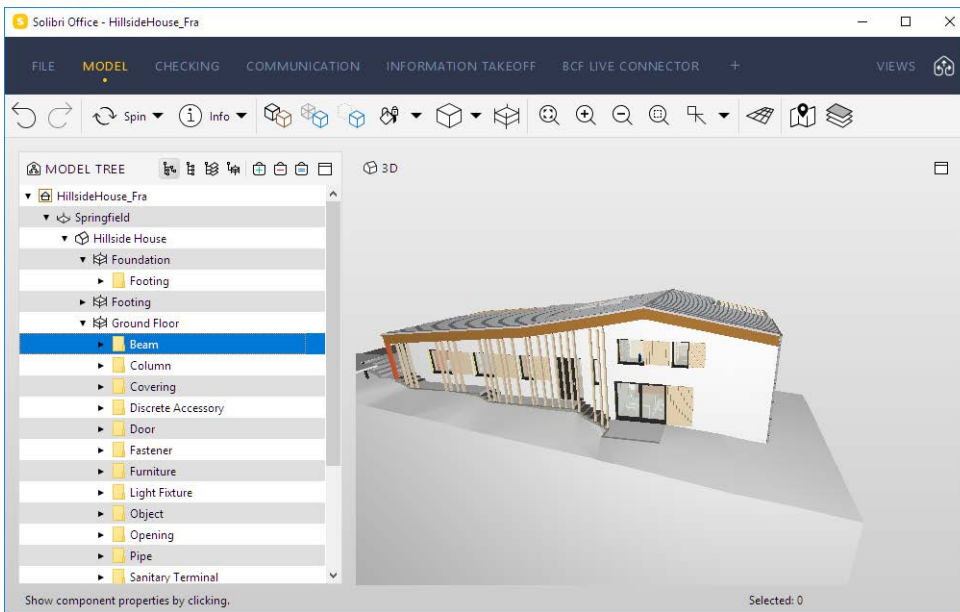 Solibri Office - HillsideHouse_Fra
FILE MODEL CHECKING COMMUNICATION INFORMATION TAKEOFF BCF LIVE CONNECTOR + VIEWS
Spin Info
MODEL TREE
3D
HillsideHouse_Fra
Springfield
Hillside House
Foundation
Footing
Footing
Ground Floor
Beam
Column
Covering
Discrete Accessory
Door
Fastener
Furniture
Light Fixture
Object
Opening
Pipe
Sanitary Terminal
Show component properties by clicking.
Selected: 0